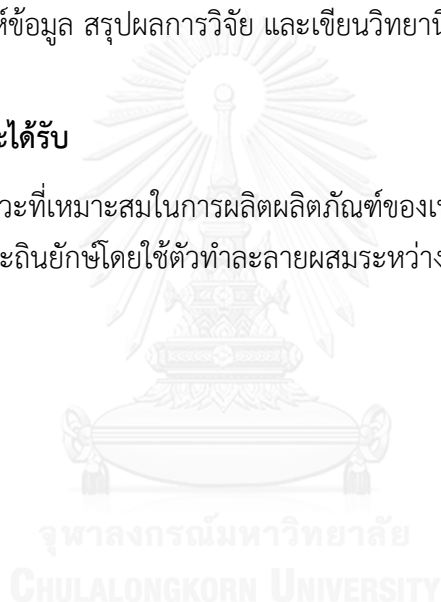 ห์ข้อมูล สรุปผลการวิจัย และเขียนวิทยานิ
ะได้รับ
วะที่เหมาะสมในการผลิตผลิตภัณฑ์ของเห
ะถินยักษ์โดยใช้ตัวทำละลายผสมระหว่าง
จุฬาลงกรณ์มหาวิทยาลัย
CHULALONGKORN UNIVERSITY